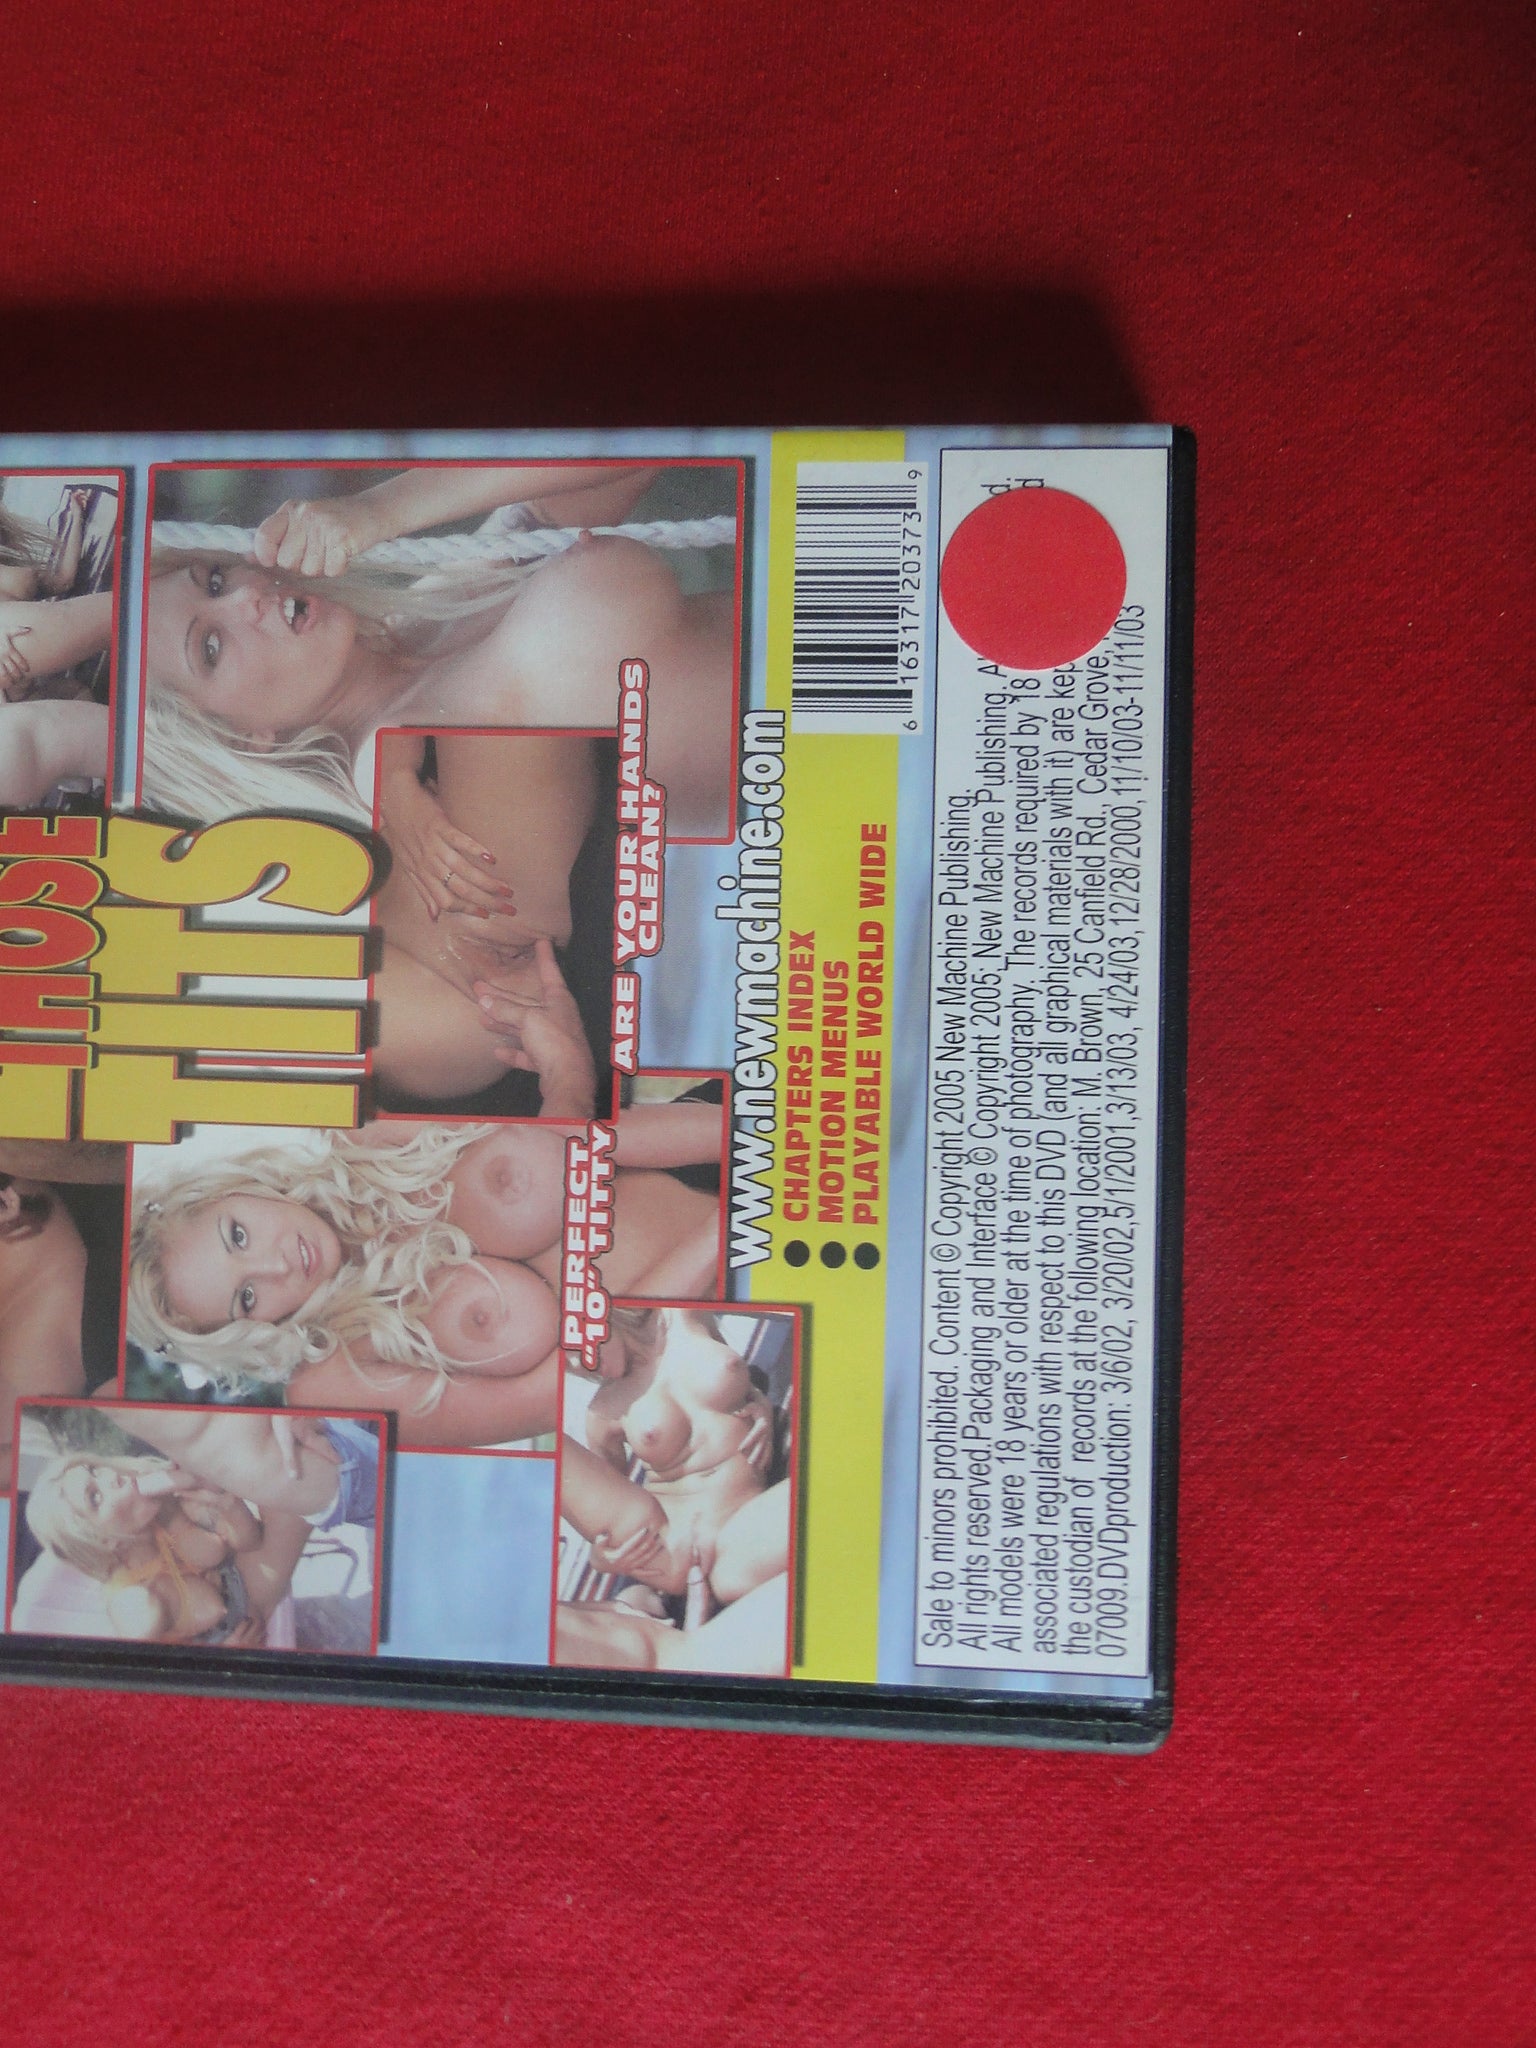 THOSE
TITS
ARE YOUR HANDS
CLEAN?
PERFECT
"10" TITTY
www.newmachine.com
● CHAPTERS INDEX
● MOTION MENUS
● PLAYABLE WORLD WIDE
6 16317 20373 9
Sale to minors prohibited. Content © Copyright 2005 New Machine Publishing.
All rights reserved.Packaging and Interface © Copyright 2005; New Machine Publishing.
All models were 18 years or older at the time of photography. The records required by 18
associated regulations with respect to this DVD (and all graphical materials with it) are kep
the custodian of records at the following location: M. Brown, 25 Canfield Rd., Cedar Grove,
07009.DVDproduction: 3/6/02, 3/20/02,5/1/2001,3/13/03, 4/24/03,12/28/2000,11/10/03-11/11/03